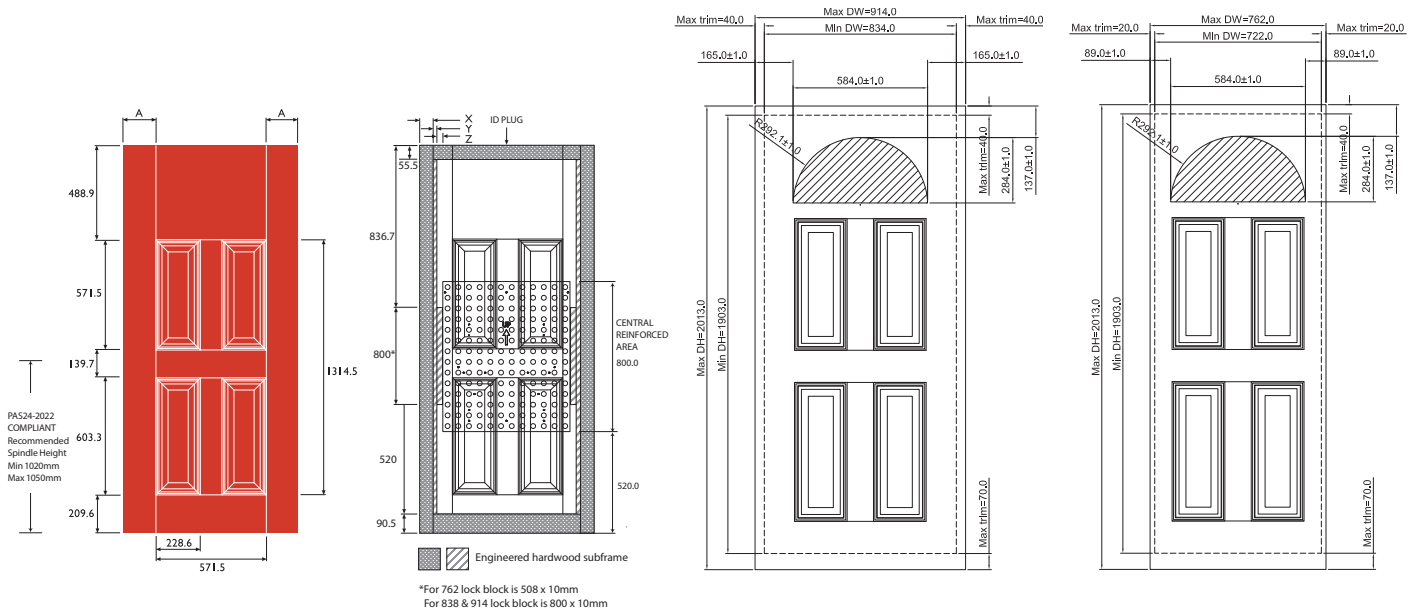 A
A
488.9
571.5
139.7
603.3
209.6
1314.5
228.6
571.5
PAS24-2022
COMPLIANT
Recommended
Spindle Height
Min 1020mm
Max 1050mm
X
Y
Z
ID PLUG
55.5
836.7
800*
520
90.5
UP
CENTRAL
REINFORCED
AREA
800.0
520.0
Engineered hardwood subframe
*For 762 lock block is 508 x 10mm
For 838 & 914 lock block is 800 x 10mm
Max DW=914.0
Max trim=40.0
Max trim=40.0
MIn DW=834.0
165.0±1.0
165.0±1.0
584.0±1.0
R292.1±1.0
Max trim=40.0
284.0±1.0
137.0±1.0
Max DH=2013.0
Min DH=1903.0
Max trim=70.0
Max DW=762.0
Max trim=20.0
Max trim=20.0
MIn DW=722.0
89.0±1.0
89.0±1.0
584.0±1.0
R292.1±1.0
Max trim=40.0
284.0±1.0
137.0±1.0
Max DH=2013.0
Min DH=1903.0
Max trim=70.0